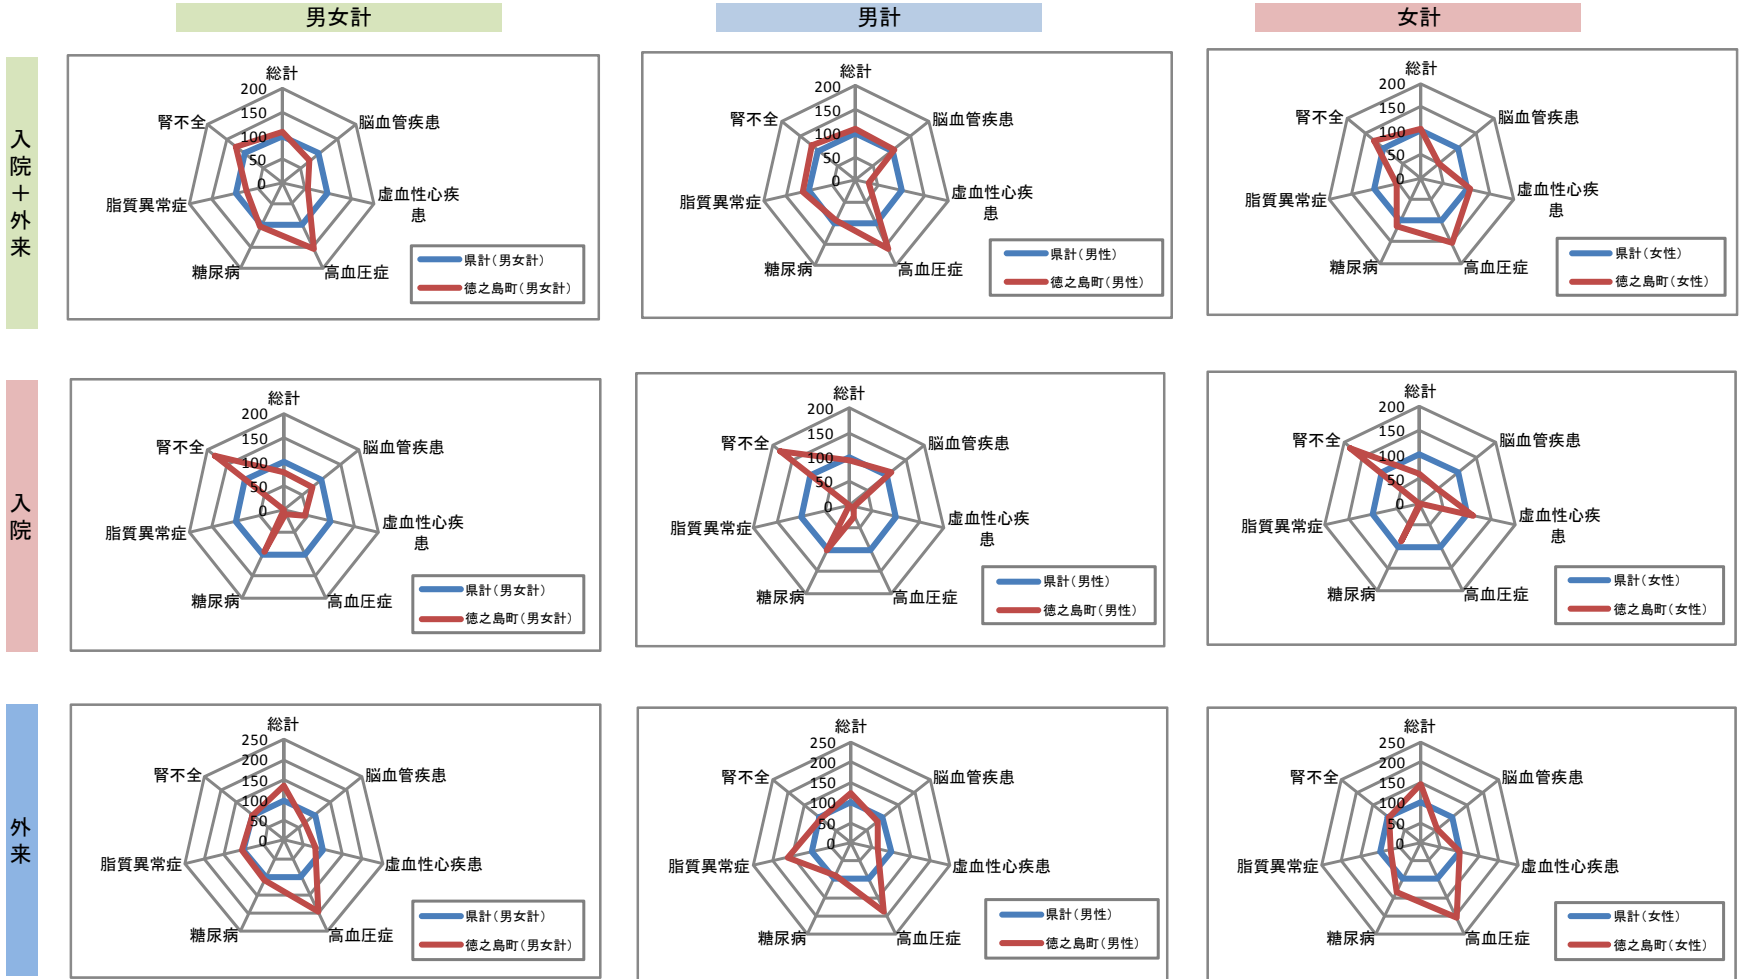 男女計
男計
女計
入院＋外来
総計
200
150
100
50
0
脳血管疾患
虚血性心疾
患
高血圧症
糖尿病
脂質異常症
腎不全
県計(男女計)
徳之島町(男女計)
総計
200
150
100
50
0
脳血管疾患
虚血性心疾
患
高血圧症
糖尿病
脂質異常症
腎不全
県計(男性)
徳之島町(男性)
総計
200
150
100
50
0
脳血管疾患
虚血性心疾
患
高血圧症
糖尿病
脂質異常症
腎不全
県計(女性)
徳之島町(女性)
入院
総計
200
150
100
50
0
脳血管疾患
虚血性心疾
患
高血圧症
糖尿病
脂質異常症
腎不全
県計(男女計)
徳之島町(男女計)
総計
200
150
100
50
0
脳血管疾患
虚血性心疾
患
高血圧症
糖尿病
脂質異常症
腎不全
県計(男性)
徳之島町(男性)
総計
200
150
100
50
0
脳血管疾患
虚血性心疾
患
高血圧症
糖尿病
脂質異常症
腎不全
県計(女性)
徳之島町(女性)
外来
総計
250
200
150
100
50
0
脳血管疾患
虚血性心疾患
高血圧症
糖尿病
脂質異常症
腎不全
県計(男女計)
徳之島町(男女計)
総計
250
200
150
100
50
0
脳血管疾患
虚血性心疾患
高血圧症
糖尿病
脂質異常症
腎不全
県計(男性)
徳之島町(男性)
総計
250
200
150
100
50
0
脳血管疾患
虚血性心疾患
高血圧症
糖尿病
脂質異常症
腎不全
県計(女性)
徳之島町(女性)